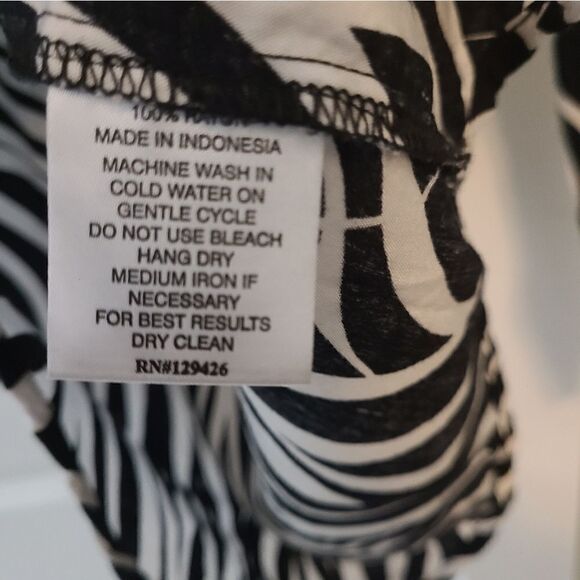 100% RAYON
MADE IN INDONESIA
MACHINE WASH IN
COLD WATER ON
GENTLE CYCLE
DO NOT USE BLEACH
HANG DRY
MEDIUM IRON IF
NECESSARY
FOR BEST RESULTS
DRY CLEAN
RN#129426